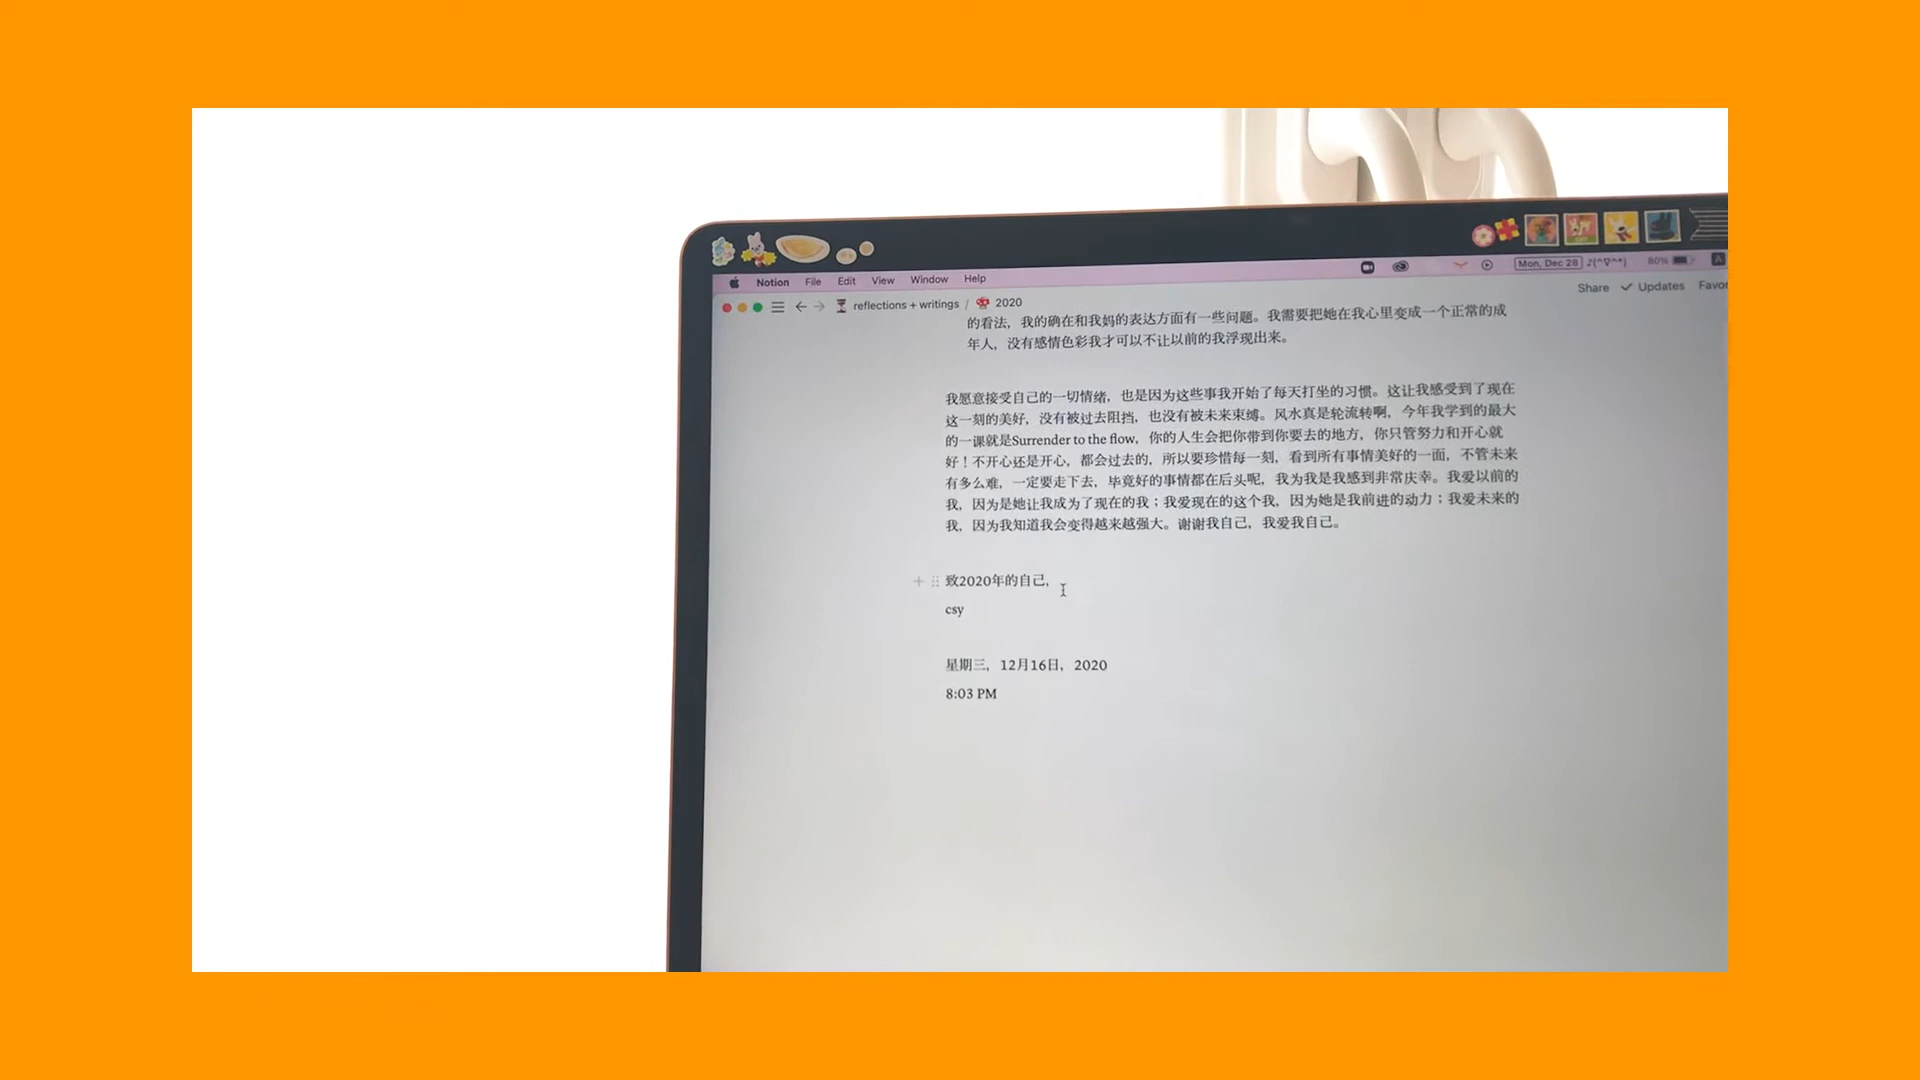 Notion File Edit View Window Help Mon, Dec 28 ♪(^∇^*) 80% A
reflections + writings / 2020 Share ✓ Updates Favor
的看法，我的确在和我妈的表达方面有一些问题。我需要把她在我心里变成一个正常的成
年人，没有感情色彩我才可以不让以前的我浮现出来。
我愿意接受自己的一切情绪，也是因为这些事我开始了每天打坐的习惯。这让我感受到了现在
这一刻的美好，没有被过去阻挡，也没有被未来束缚。风水真是轮流转啊，今年我学到的最大
的一课就是Surrender to the flow，你的人生会把你带到你要去的地方，你只管努力和开心就
好！不开心还是开心，都会过去的，所以要珍惜每一刻，看到所有事情美好的一面，不管未来
有多么难，一定要走下去，毕竟好的事情都在后头呢，我为我是我感到非常庆幸。我爱以前的
我，因为是她让我成为了现在的我；我爱现在的这个我，因为她是我前进的动力；我爱未来的
我，因为我知道我会变得越来越强大。谢谢我自己，我爱我自己。
致2020年的自己，
csy
星期三，12月16日，2020
8:03 PM